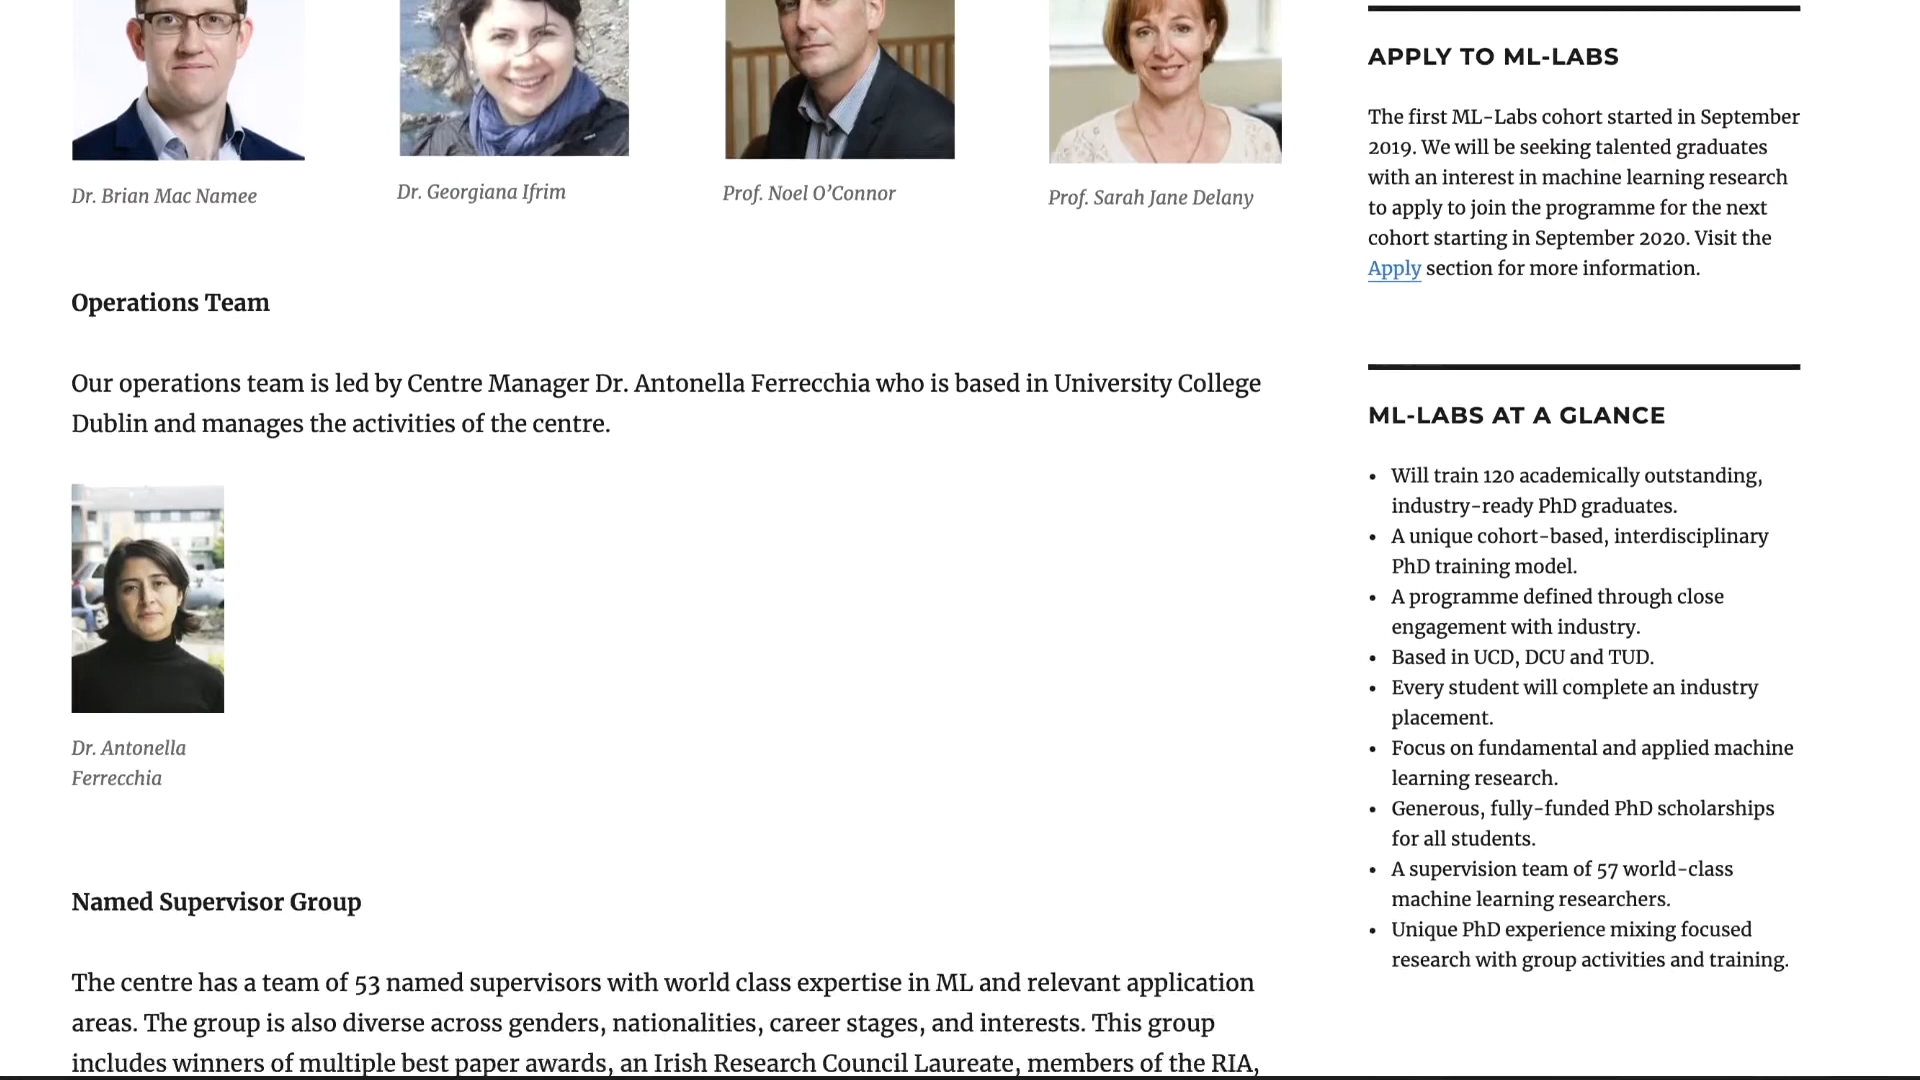 Dr. Brian Mac Namee
Dr. Georgiana Ifrim
Prof. Noel O’Connor
Prof. Sarah Jane Delany
Operations Team
Our operations team is led by Centre Manager Dr. Antonella Ferrecchia who is based in University College
Dublin and manages the activities of the centre.
Dr. Antonella
Ferrecchia
Named Supervisor Group
The centre has a team of 53 named supervisors with world class expertise in ML and relevant application
areas. The group is also diverse across genders, nationalities, career stages, and interests. This group
includes winners of multiple best paper awards, an Irish Research Council Laureate, members of the RIA,
APPLY TO ML-LABS
The first ML-Labs cohort started in September
2019. We will be seeking talented graduates
with an interest in machine learning research
to apply to join the programme for the next
cohort starting in September 2020. Visit the
Apply section for more information.
ML-LABS AT A GLANCE
• Will train 120 academically outstanding,
industry-ready PhD graduates.
• A unique cohort-based, interdisciplinary
PhD training model.
• A programme defined through close
engagement with industry.
• Based in UCD, DCU and TUD.
• Every student will complete an industry
placement.
• Focus on fundamental and applied machine
learning research.
• Generous, fully-funded PhD scholarships
for all students.
• A supervision team of 57 world-class
machine learning researchers.
• Unique PhD experience mixing focused
research with group activities and training.